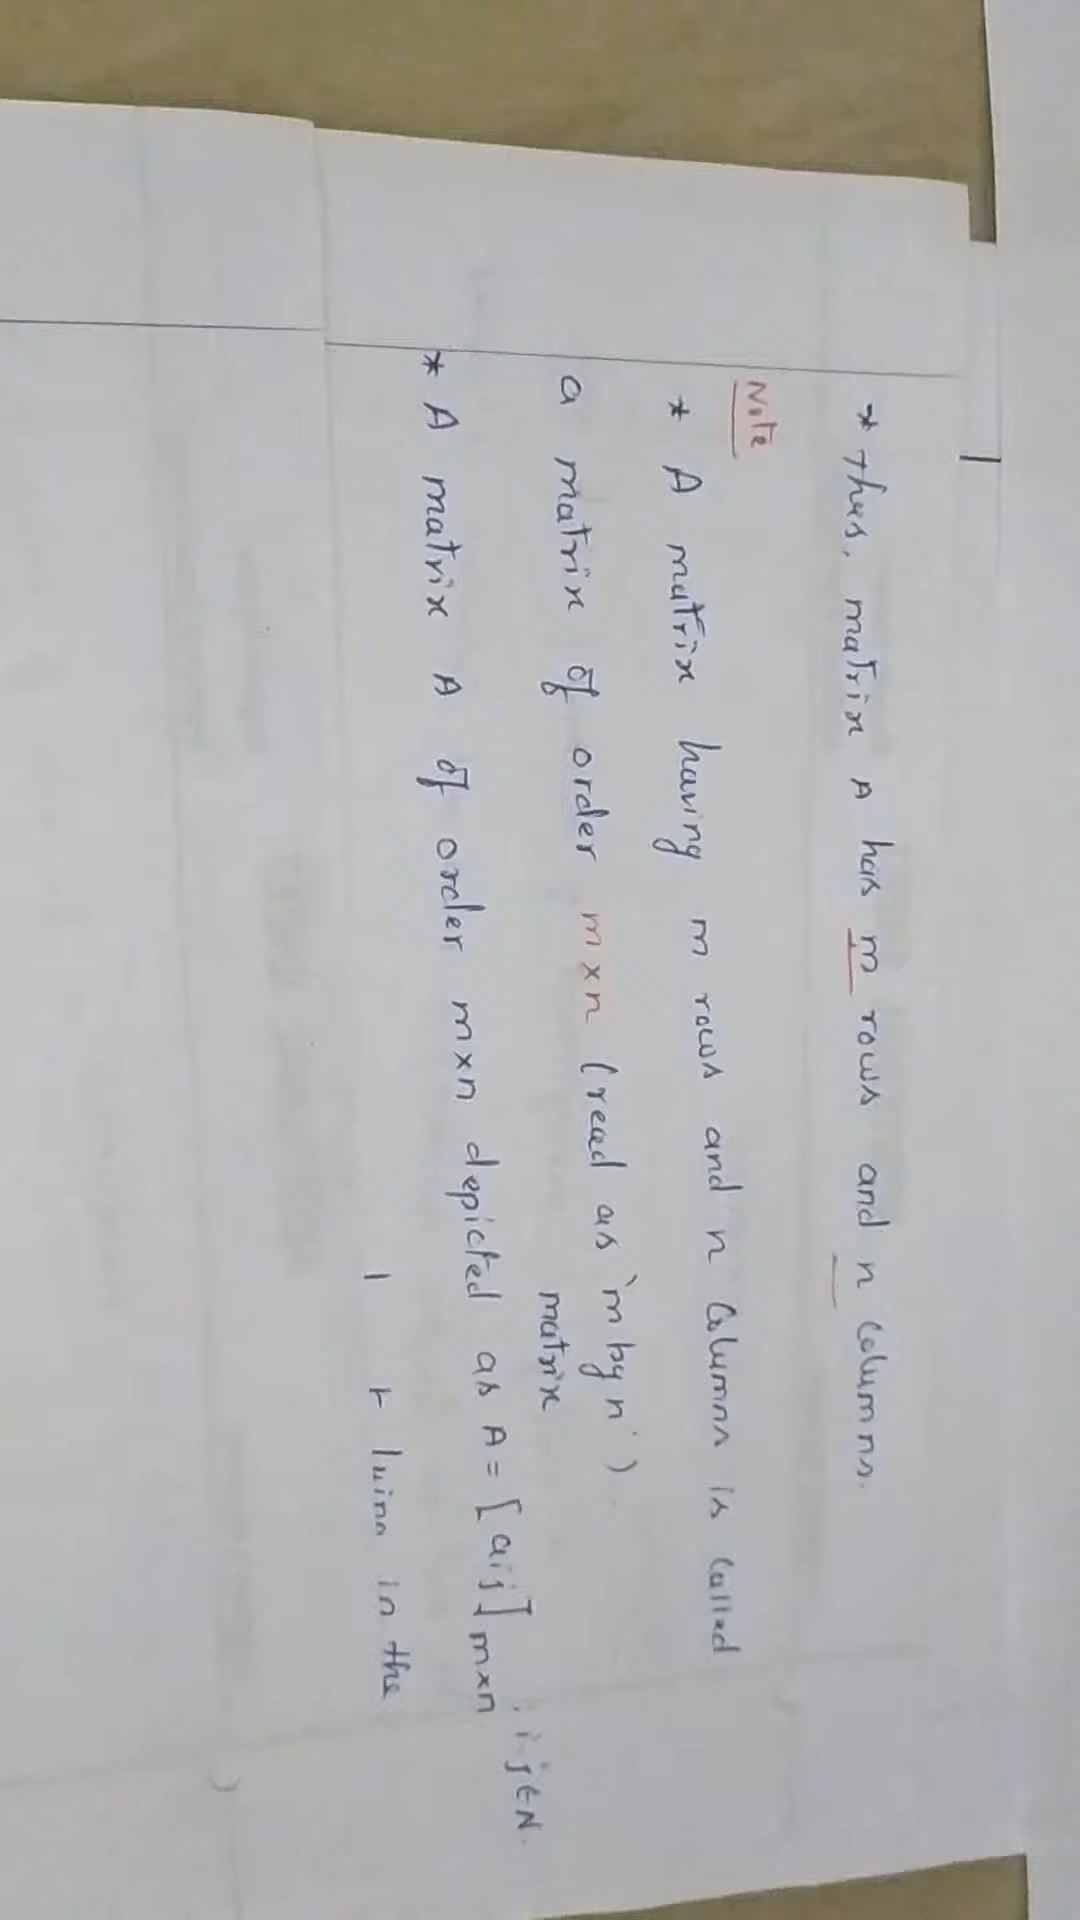 * Thus, matrix A has m rows and n columns.
Note
* A matrix having m rows and n columns is called
a matrix of order m×n (read as `m by n')
matrix
* A matrix A of order m×n depicted as A = [aij]m×n ; i,j∈N.
in the